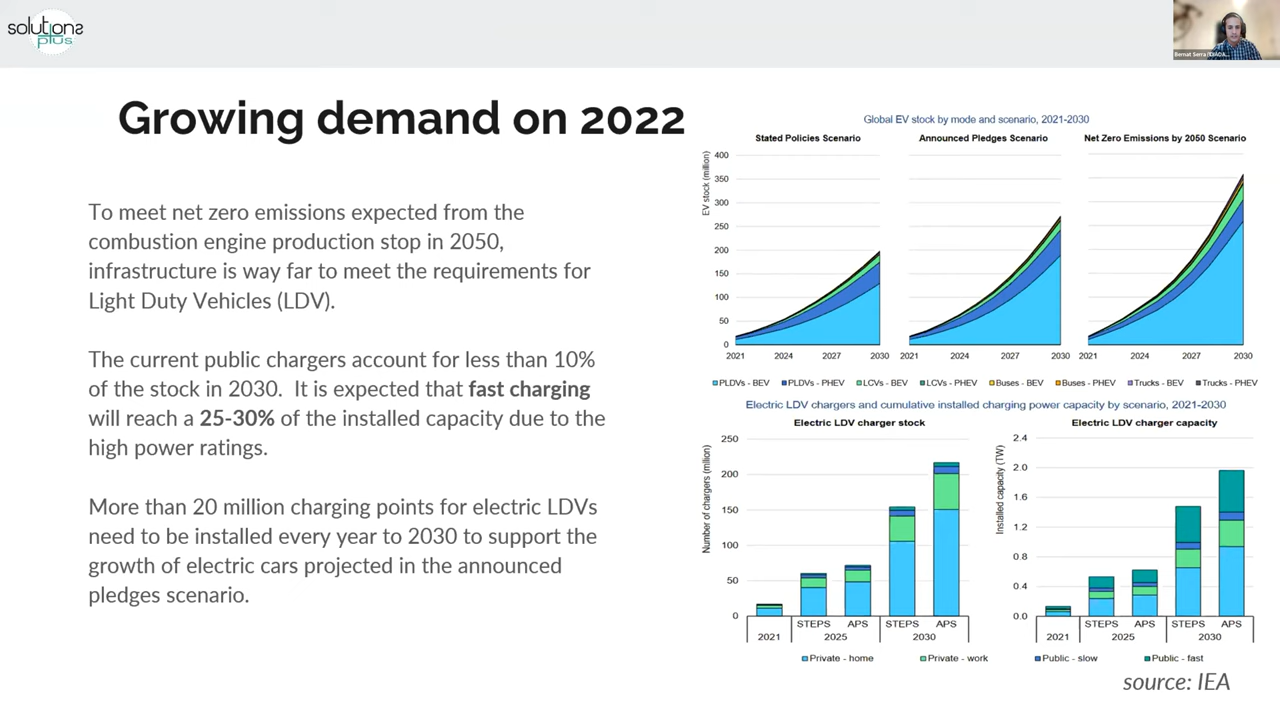 solutions
plus
Bernat Serra
Growing demand on 2022
To meet net zero emissions expected from the
combustion engine production stop in 2050,
infrastructure is way far to meet the requirements for
Light Duty Vehicles (LDV).
The current public chargers account for less than 10%
of the stock in 2030. It is expected that fast charging
will reach a 25-30% of the installed capacity due to the
high power ratings.
More than 20 million charging points for electric LDVs
need to be installed every year to 2030 to support the
growth of electric cars projected in the announced
pledges scenario.
Global EV stock by mode and scenario, 2021-2030
Stated Policies Scenario Announced Pledges Scenario Net Zero Emissions by 2050 Scenario
EV stock (million)
400
350
300
250
200
150
100
50
0
2021 2024 2027 2030 2021 2024 2027 2030 2021 2024 2027 2030
PLDVs - BEV PLDVs - PHEV LCVs - BEV LCVs - PHEV Buses - BEV Buses - PHEV Trucks - BEV Trucks - PHEV
Electric LDV chargers and cumulative installed charging power capacity by scenario, 2021-2030
Electric LDV charger stock
Number of chargers (million)
250
200
150
100
50
0
STEPS APS STEPS APS
2021 2025 2030
Electric LDV charger capacity
Installed capacity (TW)
2.4
2.0
1.6
1.2
0.8
0.4
0.0
STEPS APS STEPS APS
2021 2025 2030
Private - home Private - work Public - slow Public - fast
source: IEA